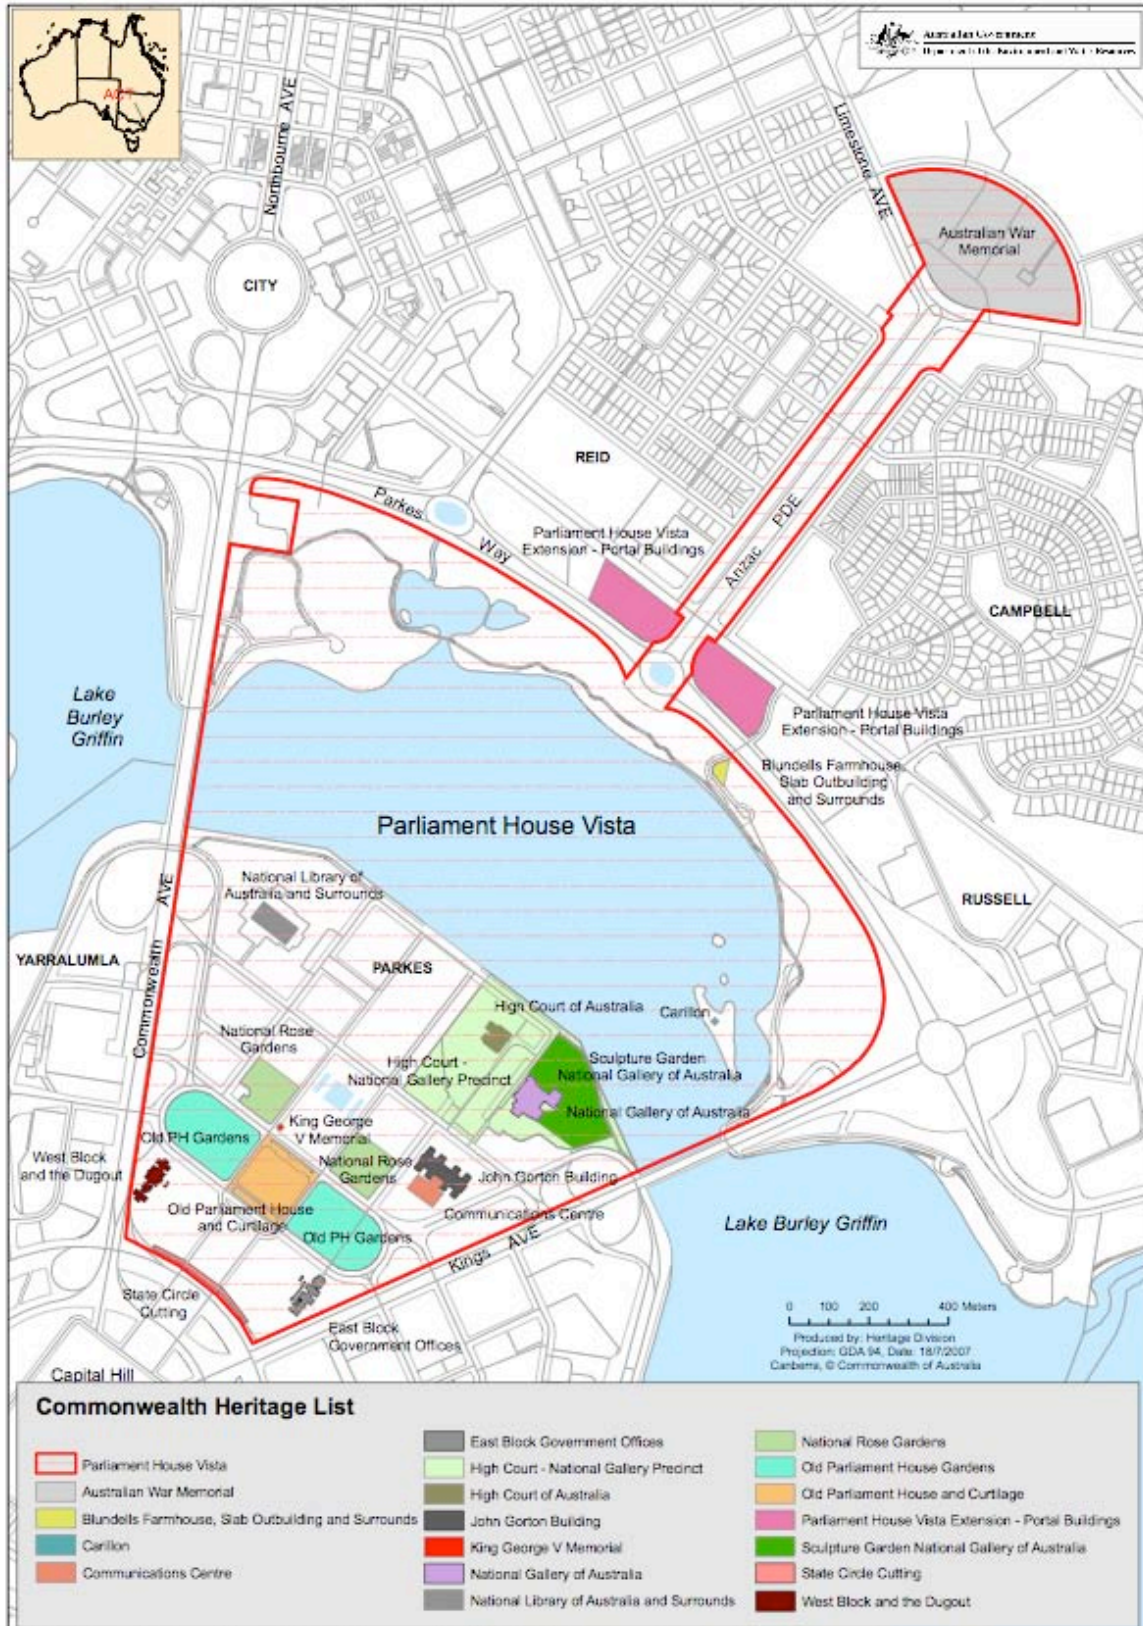 Australian Government
Department of the Environment and Water Resources
ACT
Northbourne AVE
Limestone AVE
Australian War
Memorial
CITY
REID
Parkes
Way
Anzac PDE
Parliament House Vista
Extension - Portal Buildings
CAMPBELL
Lake
Burley
Griffin
Parliament House Vista
Extension - Portal Buildings
Blundells Farmhouse,
Slab Outbuilding
and Surrounds
Parliament House Vista
Commonwealth AVE
National Library of
Australia and Surrounds
RUSSELL
YARRALUMLA
PARKES
High Court of Australia
Carillon
National Rose
Gardens
High Court -
National Gallery Precinct
Sculpture Garden
National Gallery of Australia
National Gallery of Australia
King George
V Memorial
Old PH Gardens
West Block
and the Dugout
National Rose
Gardens
John Gorton Building
Old Parliament House
and Curtilage
Communications Centre
Old PH Gardens
Kings AVE
Lake Burley Griffin
State Circle
Cutting
East Block
Government Offices
0 100 200 400 Meters
Produced by: Heritage Division
Projection: GDA 94, Date: 18/7/2007
Canberra, © Commonwealth of Australia
Capital Hill
Commonwealth Heritage List
Parliament House Vista
Australian War Memorial
Blundells Farmhouse, Slab Outbuilding and Surrounds
Carillon
Communications Centre
East Block Government Offices
High Court - National Gallery Precinct
High Court of Australia
John Gorton Building
King George V Memorial
National Gallery of Australia
National Library of Australia and Surrounds
National Rose Gardens
Old Parliament House Gardens
Old Parliament House and Curtilage
Parliament House Vista Extension - Portal Buildings
Sculpture Garden National Gallery of Australia
State Circle Cutting
West Block and the Dugout